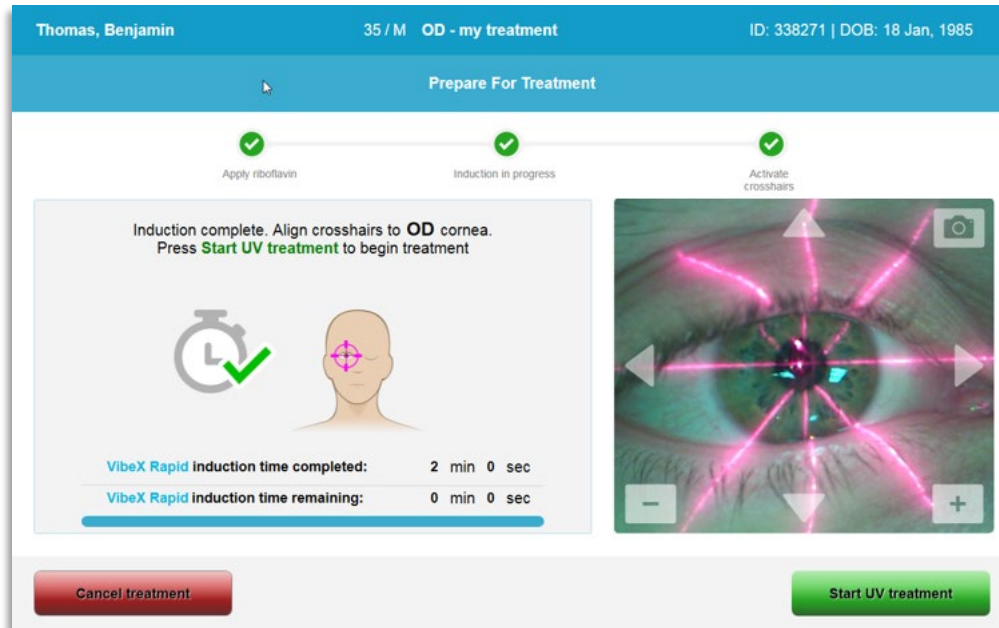 Thomas, Benjamin
35 / M OD - my treatment
ID: 338271 | DOB: 18 Jan, 1985
Prepare For Treatment
Apply riboflavin
Induction in progress
Activate
crosshairs
Induction complete. Align crosshairs to OD cornea.
Press Start UV treatment to begin treatment
VibeX Rapid induction time completed: 2 min 0 sec
VibeX Rapid induction time remaining: 0 min 0 sec
Cancel treatment
Start UV treatment